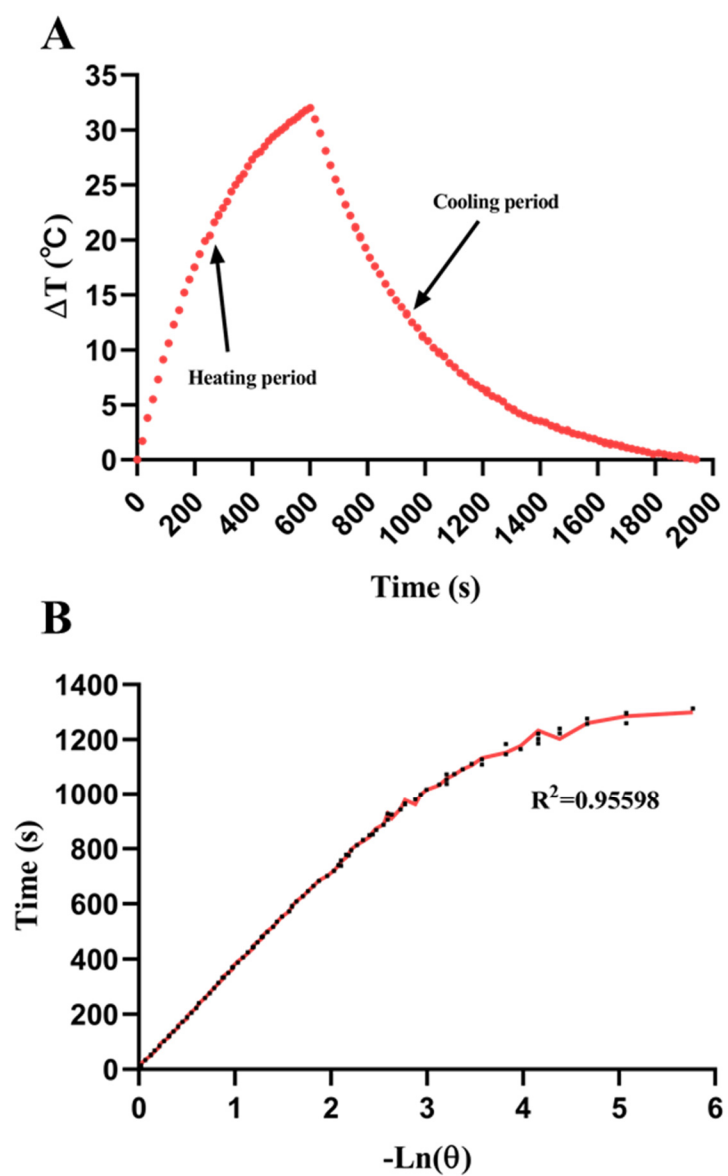 A
35
30
25
20
15
10
5
0
ΔT (℃)
Cooling period
Heating period
0 200 400 600 800 1000 1200 1400 1600 1800 2000
Time (s)
B
1400
1200
1000
800
600
400
200
0
Time (s)
R²=0.95598
0 1 2 3 4 5 6
-Ln(θ)